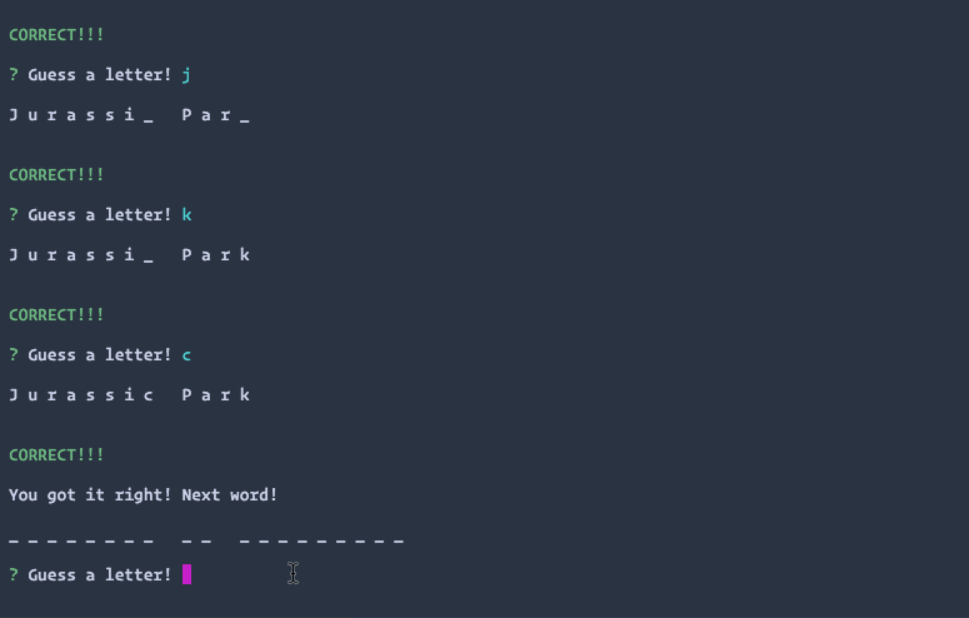 CORRECT!!!
? Guess a letter! j
J u r a s s i _   P a r _
CORRECT!!!
? Guess a letter! k
J u r a s s i _   P a r k
CORRECT!!!
? Guess a letter! c
J u r a s s i c   P a r k
CORRECT!!!
You got it right! Next word!
_ _ _ _ _ _ _ _   _ _   _ _ _ _ _ _ _ _ _
? Guess a letter!